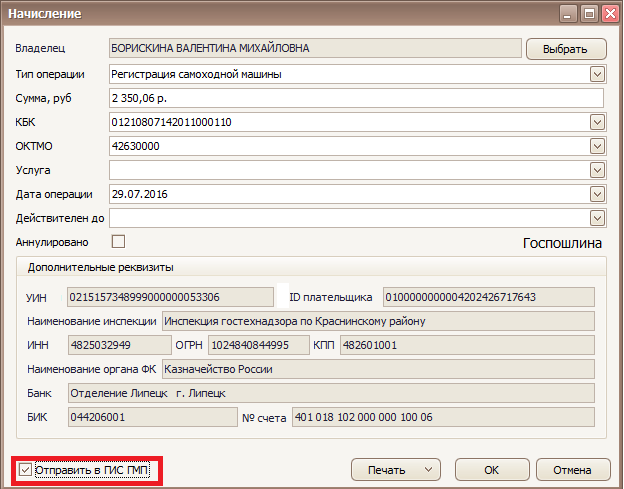 Начисление
Владелец БОРИСКИНА ВАЛЕНТИНА МИХАЙЛОВНА Выбрать
Тип операции Регистрация самоходной машины
Сумма, руб 2 350,06 р.
КБК 01210807142011000110
ОКТМО 42630000
Услуга
Дата операции 29.07.2016
Действителен до
Аннулировано Госпошлина
Дополнительные реквизиты
УИН 0215157348999000000053306 ID плательщика 0100000000004202426717643
Наименование инспекции Инспекция гостехнадзора по Краснинскому району
ИНН 4825032949 ОГРН 1024840844995 КПП 482601001
Наименование органа ФК Казначейство России
Банк Отделение Липецк г. Липецк
БИК 044206001 № счета 401 018 102 000 000 100 06
Отправить в ГИС ГМП Печать OK Отмена